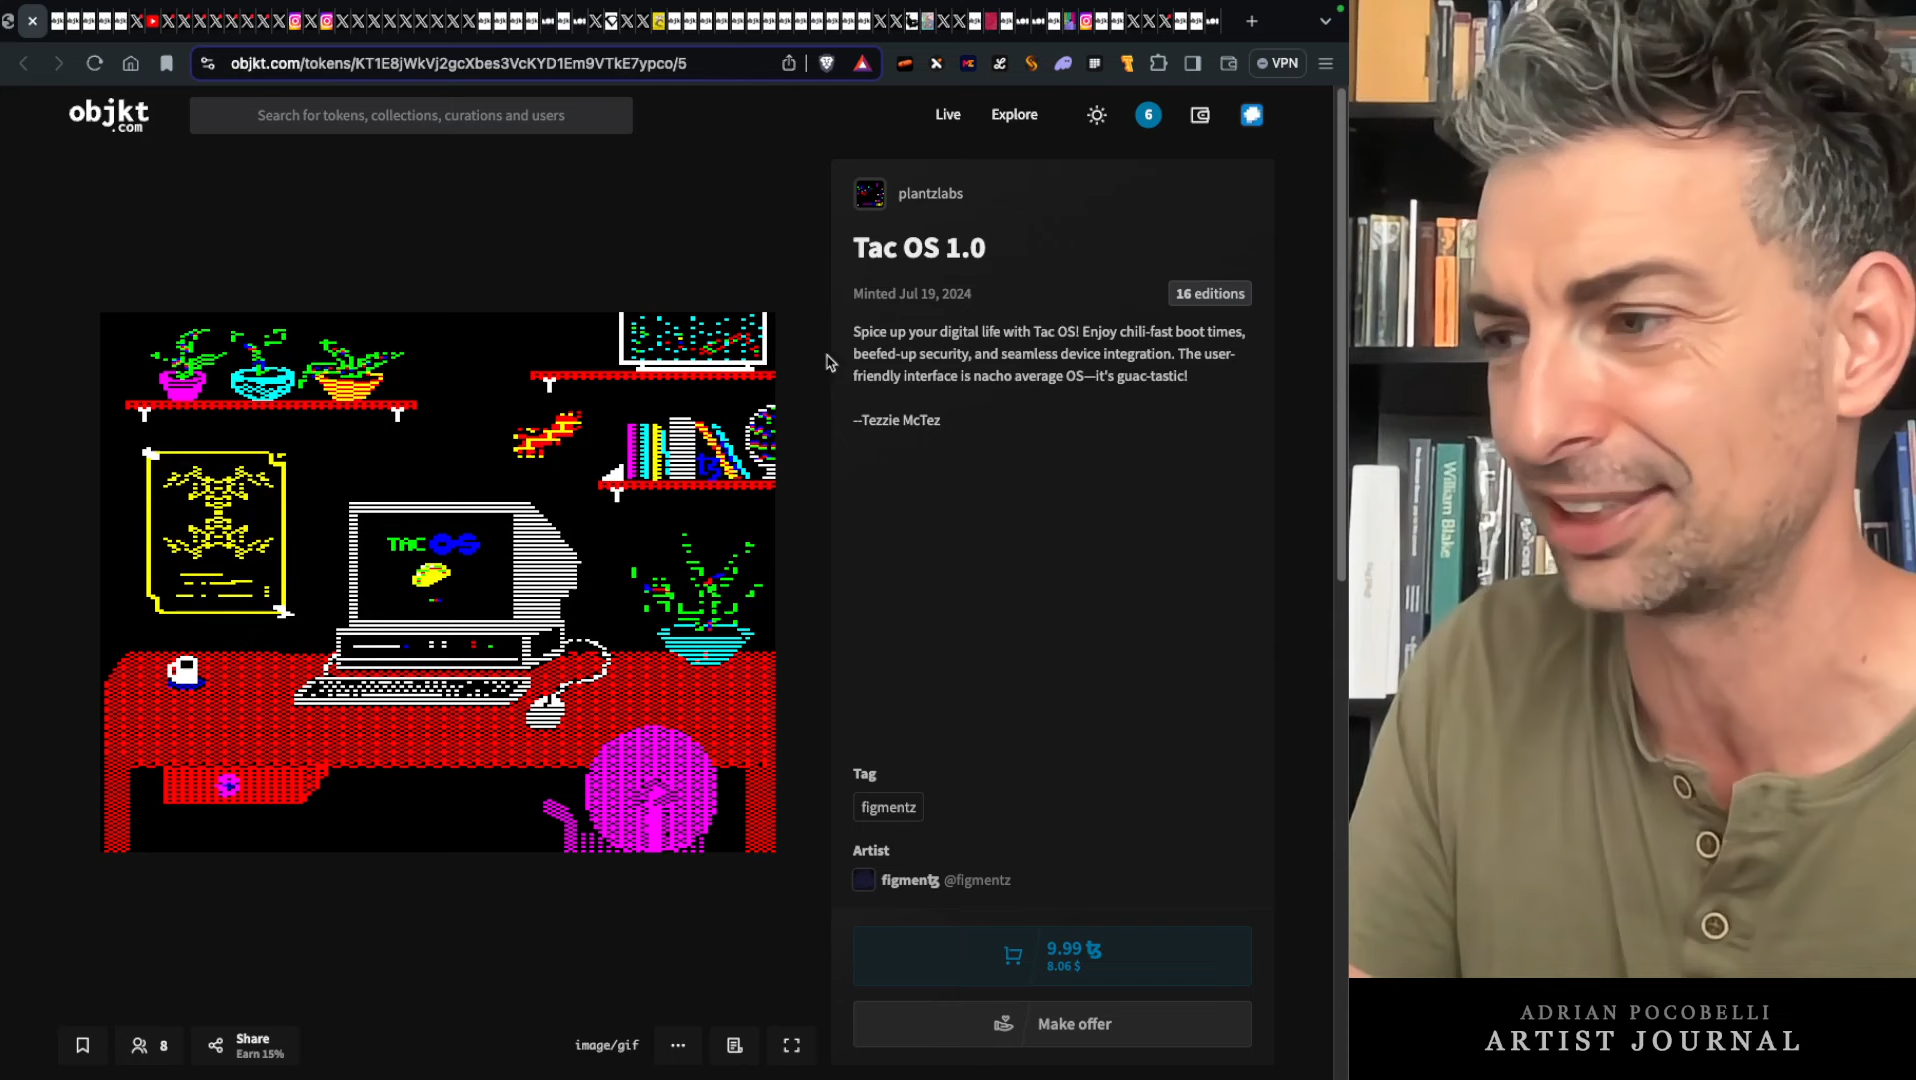 objkt.com/tokens/KT1E8jWkVj2gcXbes3VcKYD1Em9VTkE7ypco/5
VPN
objkt
.com
Search for tokens, collections, curations and users
Live
Explore
6
plantzlabs
Tac OS 1.0
Minted Jul 19, 2024
16 editions
Spice up your digital life with Tac OS! Enjoy chili-fast boot times,
beefed-up security, and seamless device integration. The user-
friendly interface is nacho average OS—it's guac-tastic!
--Tezzie McTez
TAC OS
William Blake
Tag
figmentz
Artist
figmentꜩ @figmentz
9.99 ꜩ
8.06 $
Make offer
8
Share
Earn 15%
image/gif
ADRIAN POCOBELLI
ARTIST JOURNAL